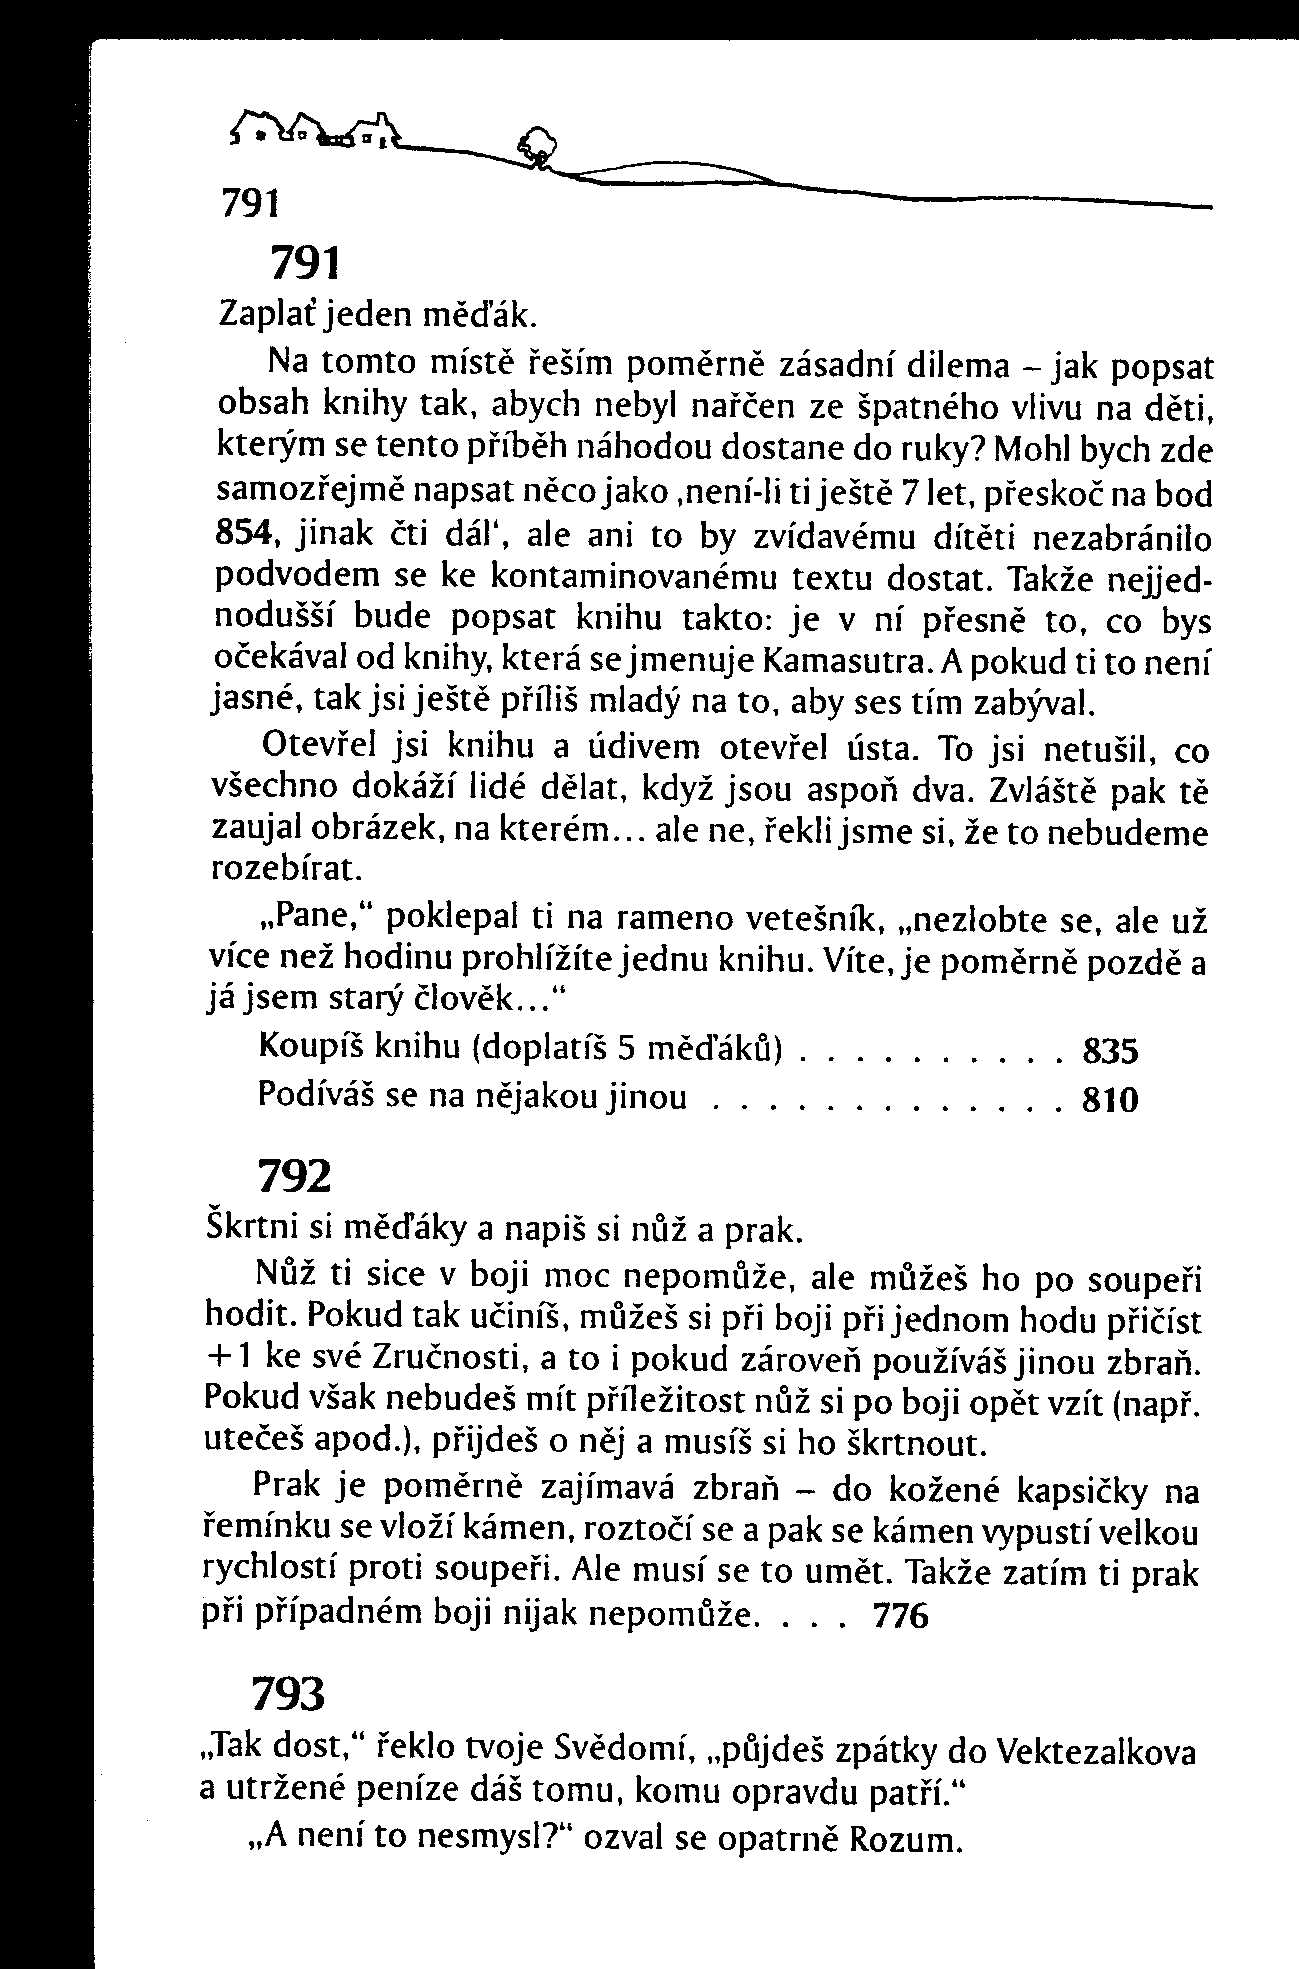 791
791
Zaplať jeden měďák.
Na tomto místě řeším poměrně zásadní dilema – jak popsat
obsah knihy tak, abych nebyl nařčen ze špatného vlivu na děti,
kterým se tento příběh náhodou dostane do ruky? Mohl bych zde
samozřejmě napsat něco jako ‚není-li ti ještě 7 let, přeskoč na bod
854, jinak čti dál‘, ale ani to by zvídavému dítěti nezabránilo
podvodem se ke kontaminovanému textu dostat. Takže nejjed-
nodušší bude popsat knihu takto: je v ní přesně to, co bys
očekával od knihy, která se jmenuje Kamasutra. A pokud ti to není
jasné, tak jsi ještě příliš mladý na to, aby ses tím zabýval.
Otevřel jsi knihu a údivem otevřel ústa. To jsi netušil, co
všechno dokáží lidé dělat, když jsou aspoň dva. Zvláště pak tě
zaujal obrázek, na kterém... ale ne, řekli jsme si, že to nebudeme
rozebírat.
„Pane,“ poklepal ti na rameno vetešník, „nezlobte se, ale už
více než hodinu prohlížíte jednu knihu. Víte, je poměrně pozdě a
já jsem starý člověk...“
Koupíš knihu (doplatíš 5 měďáků) . . . . . . . . . . 835
Podíváš se na nějakou jinou . . . . . . . . . . . . . 810
792
Škrtni si měďáky a napiš si nůž a prak.
Nůž ti sice v boji moc nepomůže, ale můžeš ho po soupeři
hodit. Pokud tak učiníš, můžeš si při boji při jednom hodu přičíst
+1 ke své Zručnosti, a to i pokud zároveň používáš jinou zbraň.
Pokud však nebudeš mít příležitost nůž si po boji opět vzít (např.
utečeš apod.), přijdeš o něj a musíš si ho škrtnout.
Prak je poměrně zajímavá zbraň – do kožené kapsičky na
řemínku se vloží kámen, roztočí se a pak se kámen vypustí velkou
rychlostí proti soupeři. Ale musí se to umět. Takže zatím ti prak
při případném boji nijak nepomůže. . . . 776
793
„Tak dost,“ řeklo tvoje Svědomí, „půjdeš zpátky do Vektezalkova
a utržené peníze dáš tomu, komu opravdu patří.“
„A není to nesmysl?“ ozval se opatrně Rozum.